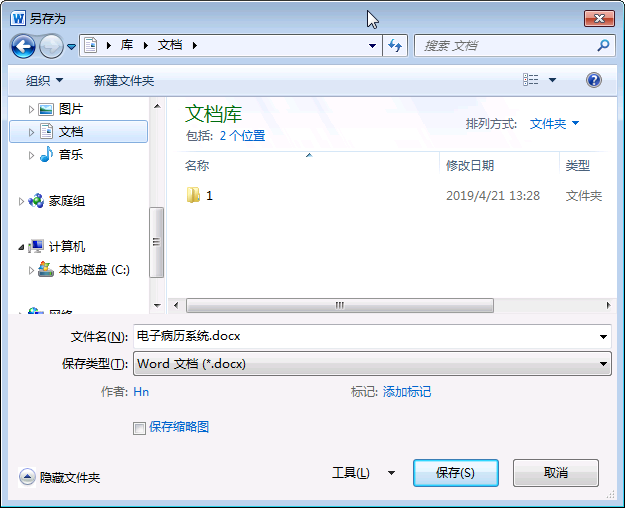 另存为
库 文档
搜索 文档
组织 新建文件夹
图片
文档
音乐
家庭组
计算机
本地磁盘 (C:)
网络
文档库
包括: 2 个位置
排列方式: 文件夹
名称 修改日期 类型
1 2019/4/21 13:28 文件夹
文件名(N): 电子病历系统.docx
保存类型(T): Word 文档 (*.docx)
作者: Hn 标记: 添加标记
保存缩略图
隐藏文件夹 工具(L) 保存(S) 取消